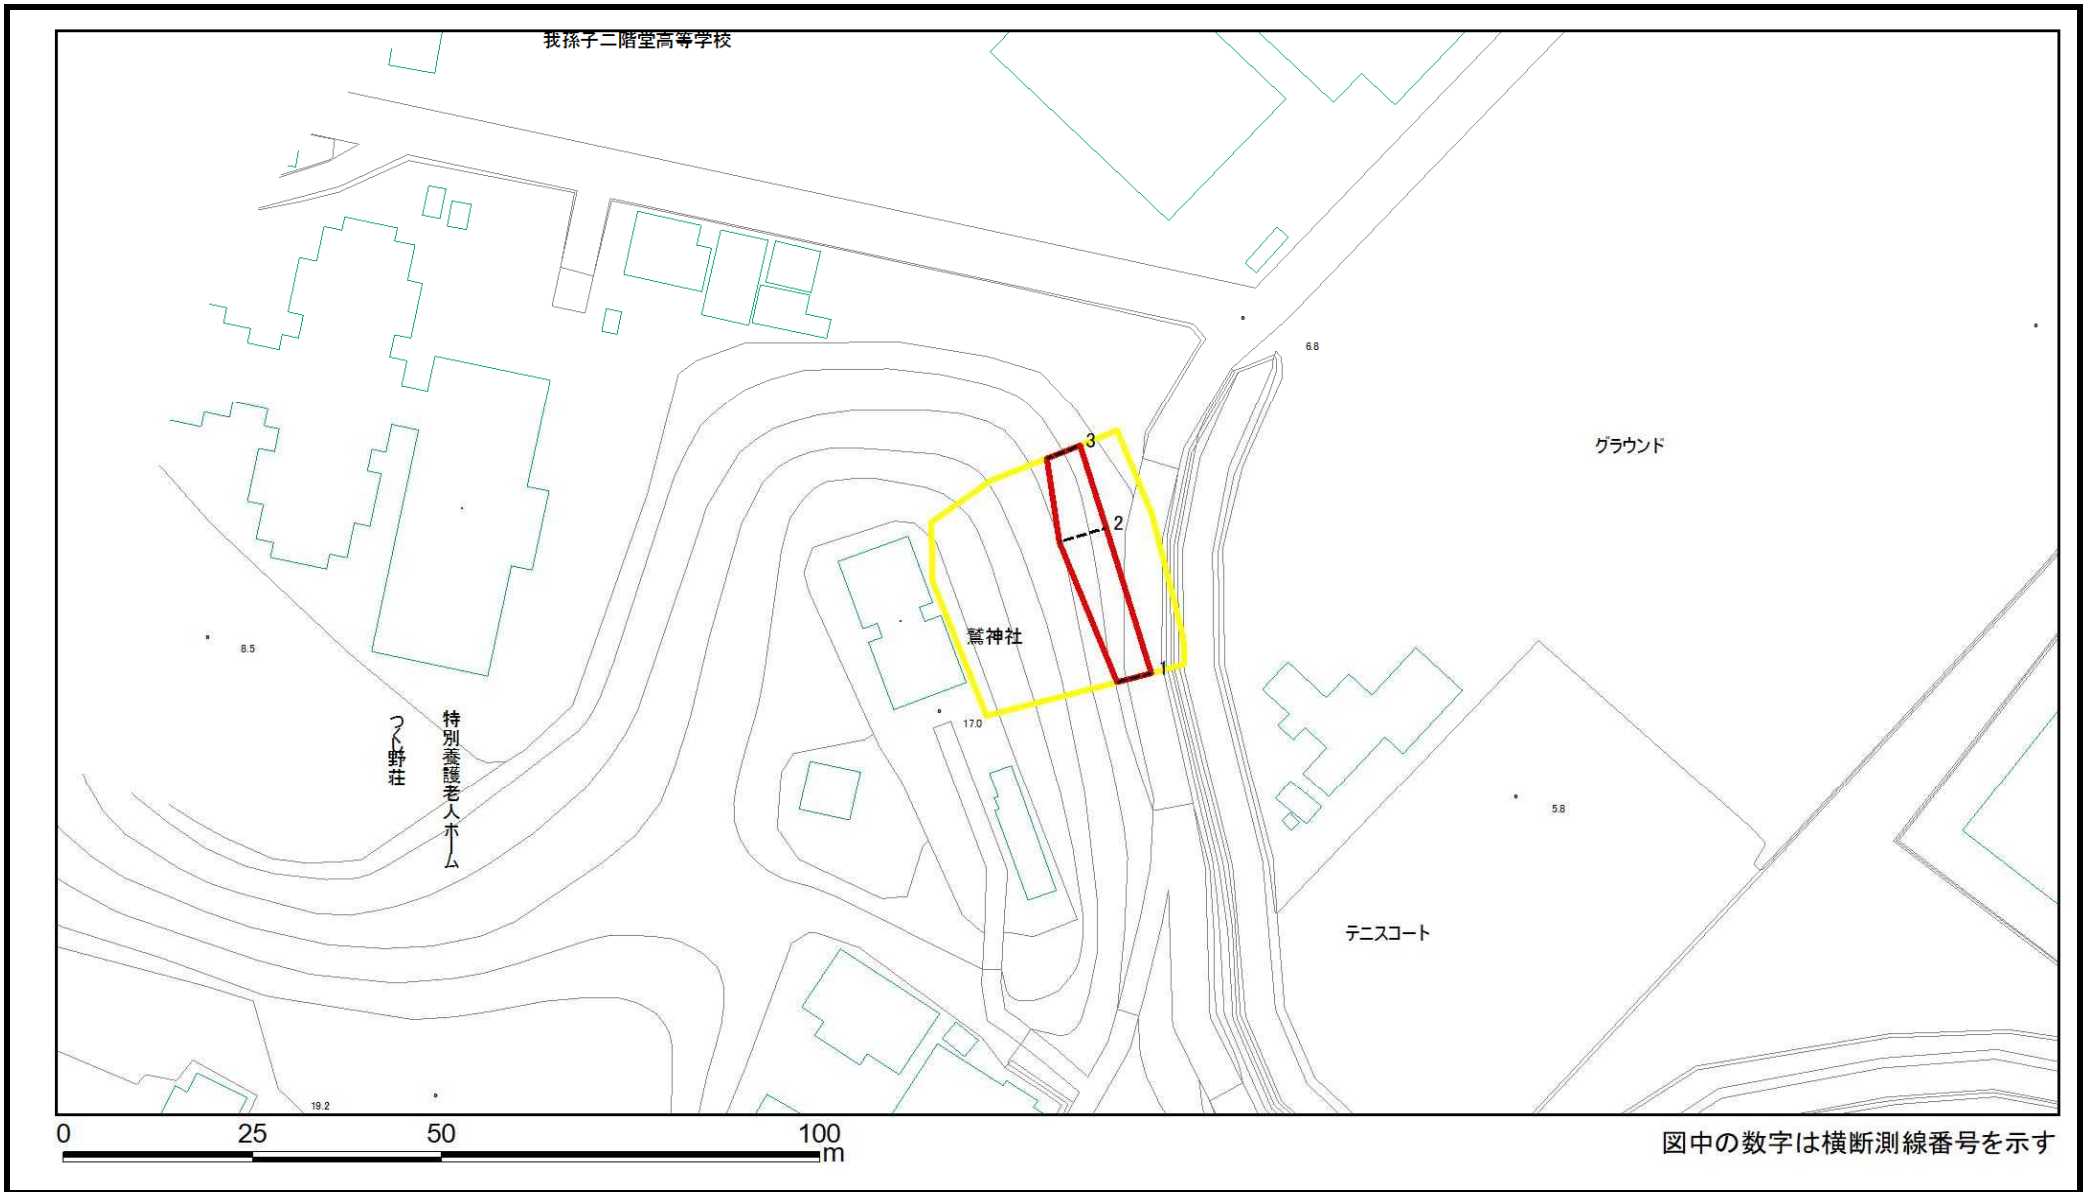 我孫子二階堂高等学校
6.8
グラウンド
3
2
鷲神社
1
8.5
17.0
特別養護老人ホーム
つくし野荘
5.8
テニスコート
19.2
0 25 50 100
m
図中の数字は横断測線番号を示す